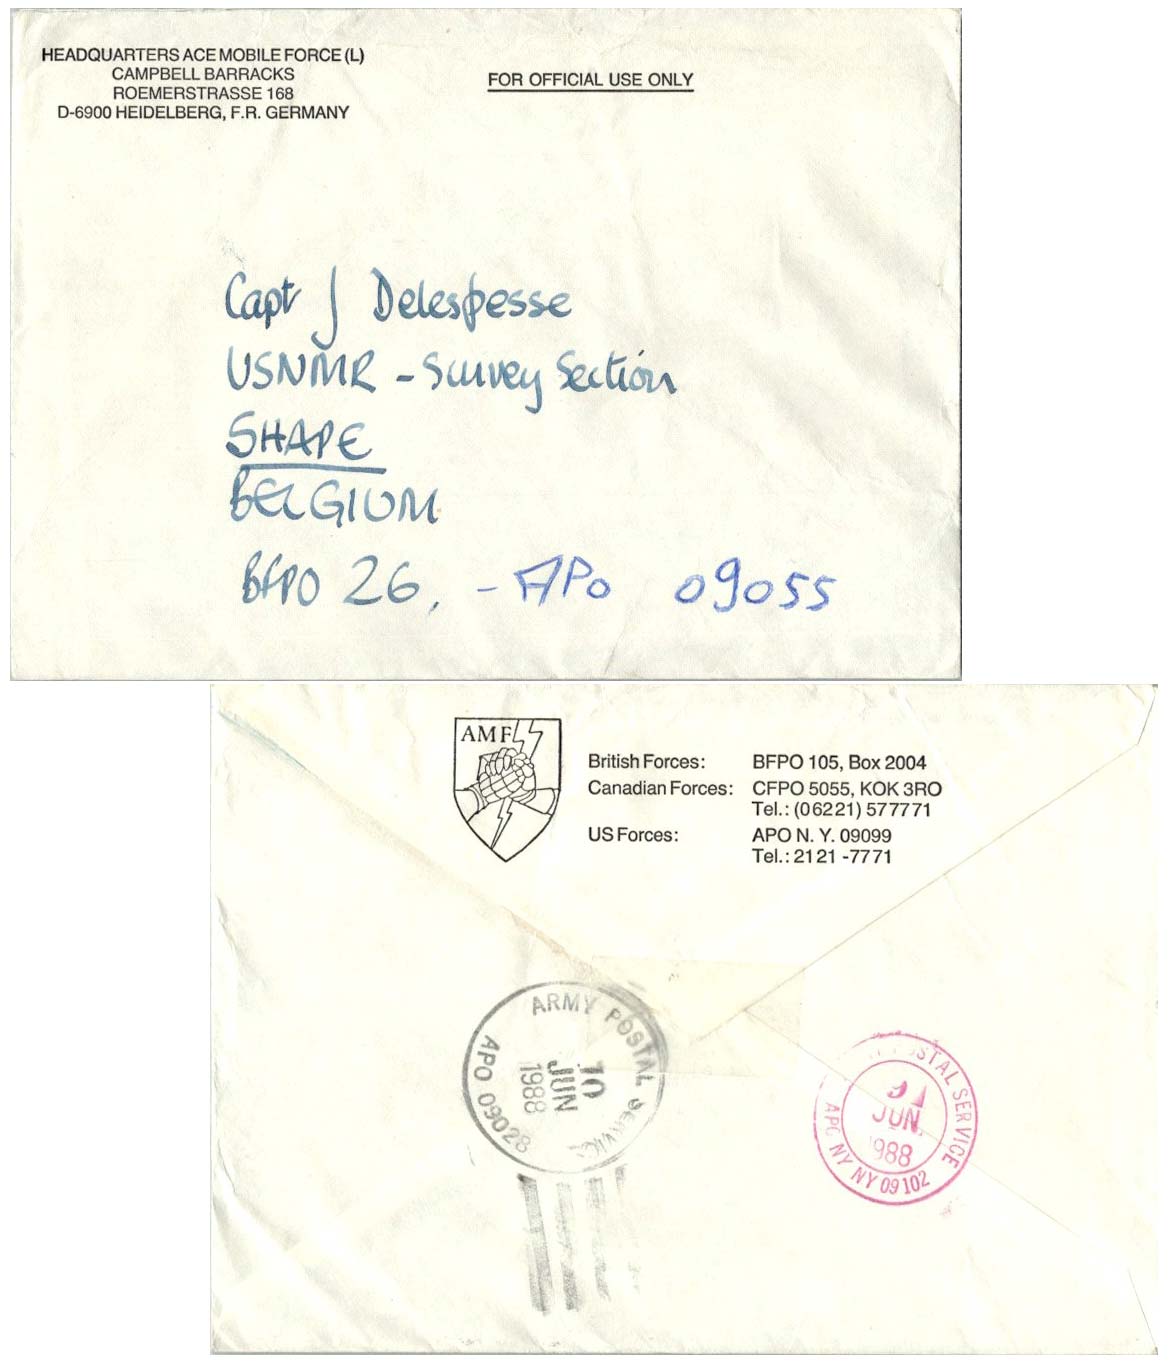 HEADQUARTERS ACE MOBILE FORCE (L)
CAMPBELL BARRACKS
ROEMERSTRASSE 168
D-6900 HEIDELBERG, F.R. GERMANY
FOR OFFICIAL USE ONLY
Capt J Delespesse
USNMR - Survey Section
SHAPE
BELGIUM
BFPO 26, - APO 09055
AMF
British Forces: BFPO 105, Box 2004
Canadian Forces: CFPO 5055, KOK 3RO
Tel.: (06221) 577771
US Forces: APO N. Y. 09099
Tel.: 2121 -7771
ARMY POSTAL SERVICE
10
JUN
1988
APO 09028
POSTAL SERVICE
JUN
1988
APO NY NY 09102